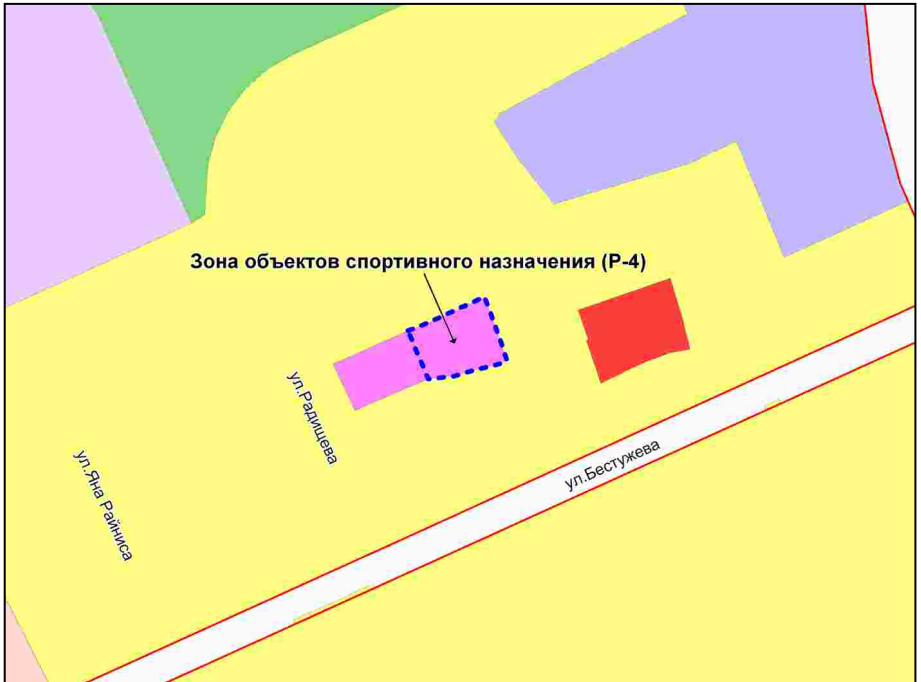 Зона объектов спортивного назначения (Р-4)
ул.Радищева
ул.Бестужева
ул.Яна Райниса